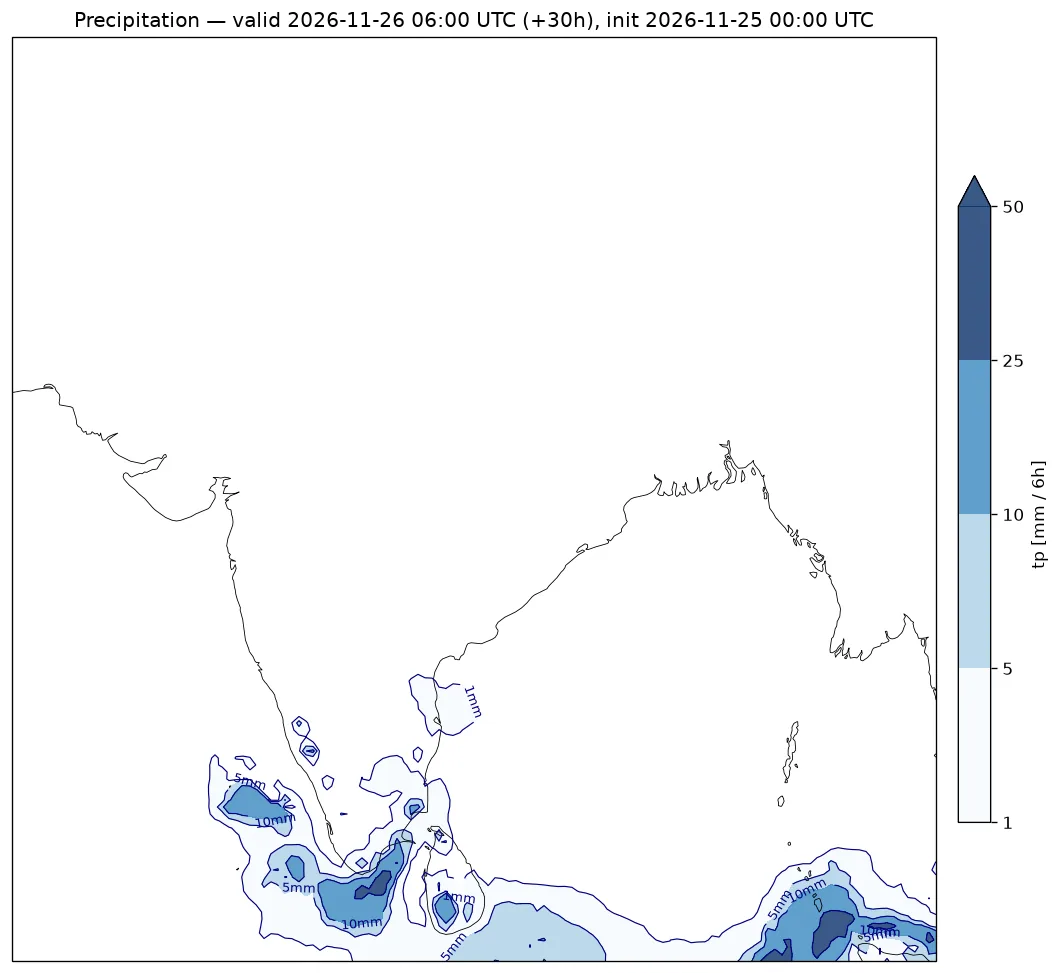 Precipitation — valid 2026-11-26 06:00 UTC (+30h), init 2026-11-25 00:00 UTC
50
25
10
5
1
tp [mm / 6h]
1mm
5mm
10mm
5mm
10mm
1mm
5mm
5mm
10mm
10mm
5mm